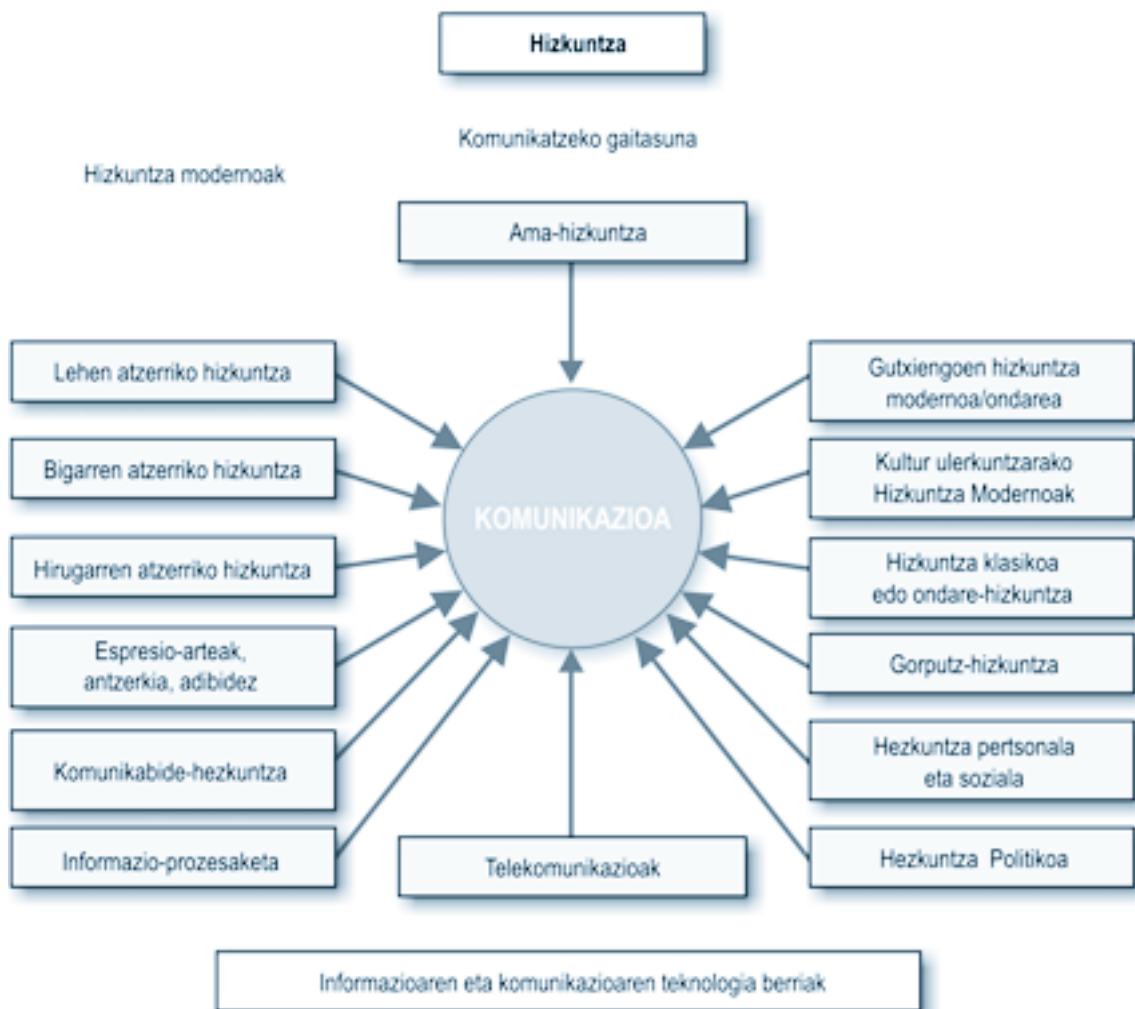 Hizkuntza
Komunikatzeko gaitasuna
Hizkuntza modernoak
Ama-hizkuntza
Lehen atzerriko hizkuntza
Bigarren atzerriko hizkuntza
Hirugarren atzerriko hizkuntza
Espresio-arteak,
antzerkia, adibidez
Komunikabide-hezkuntza
Informazio-prozesaketa
KOMUNIKAZIOA
Telekomunikazioak
Gutxiengoen hizkuntza
modernoa/ondarea
Kultur ulerkuntzarako
Hizkuntza Modernoak
Hizkuntza klasikoa
edo ondare-hizkuntza
Gorputz-hizkuntza
Hezkuntza pertsonala
eta soziala
Hezkuntza Politikoa
Informazioaren eta komunikazioaren teknologia berriak